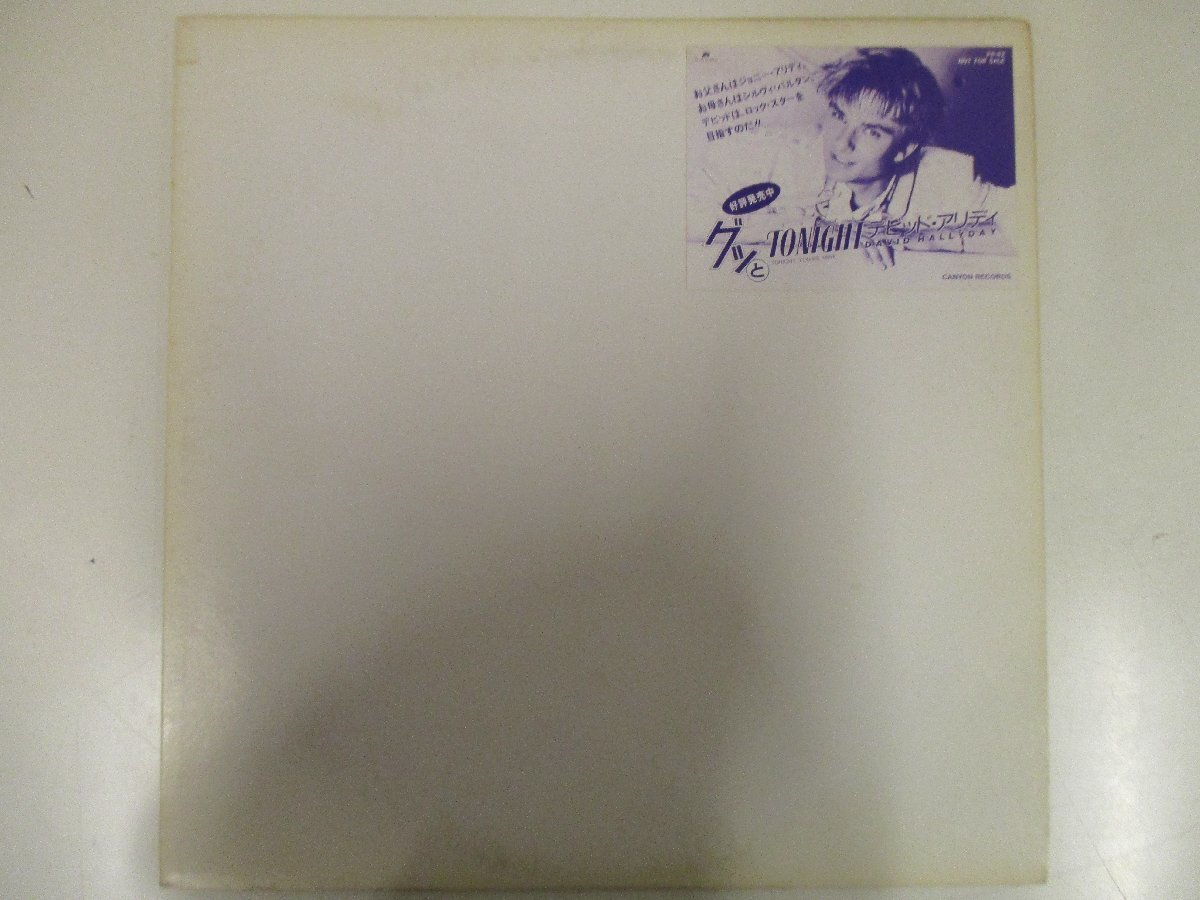 お父さんはジョニー・アリディ、
お母さんはシルヴィ・バルタン、
デビッドは、ロック・スターを
目指すのだ!!
NOT FOR SALE
好評発売中
グッと
TONIGHT
デビッド・アリディ
DAVID HALLYDAY
CANYON RECORDS